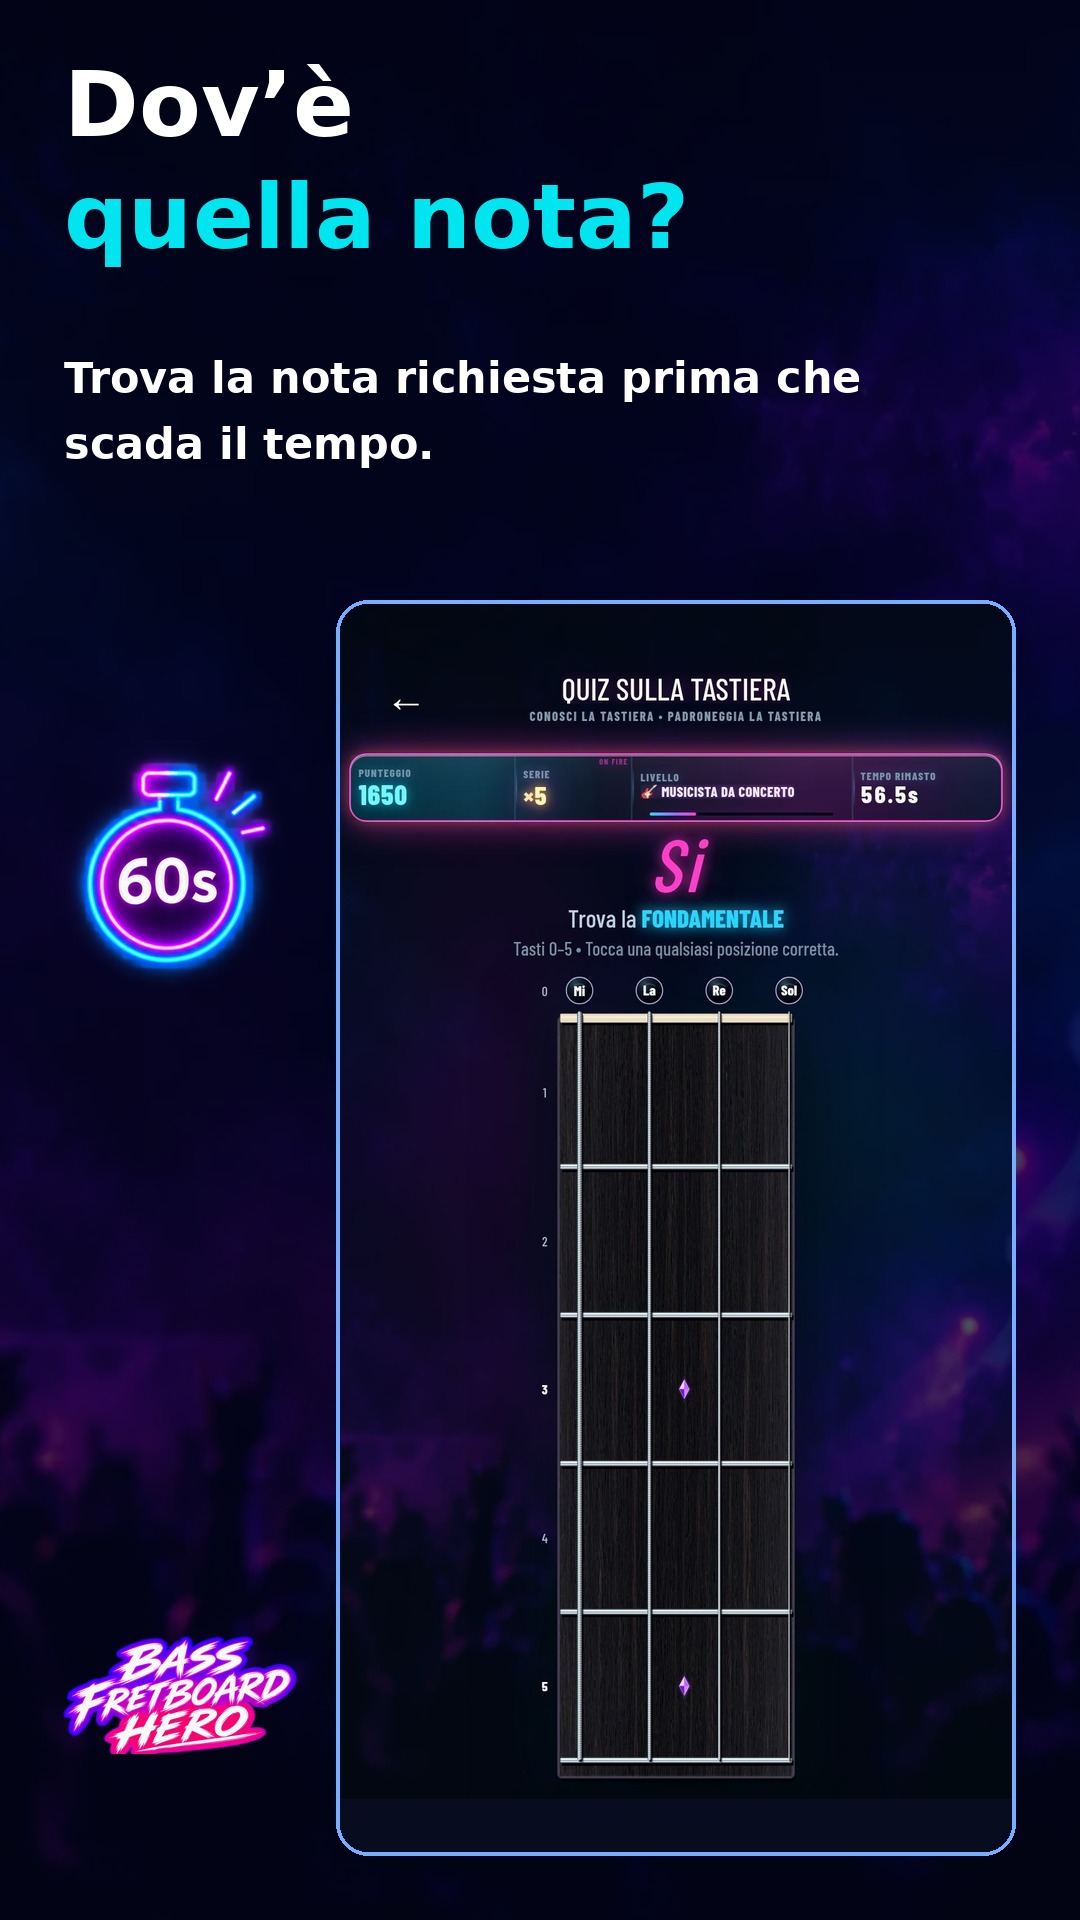 Dov’è
quella nota?
Trova la nota richiesta prima che
scada il tempo.
←
QUIZ SULLA TASTIERA
CONOSCI LA TASTIERA • PADRONEGGIA LA TASTIERA
PUNTEGGIO
1650
SERIE
×5
ON FIRE
LIVELLO
🎸 MUSICISTA DA CONCERTO
TEMPO RIMASTO
56.5s
Si
Trova la FONDAMENTALE
Tasti 0–5 • Tocca una qualsiasi posizione corretta.
0 Mi La Re Sol
1
2
3
4
5
60s
BASS
FRETBOARD
HERO